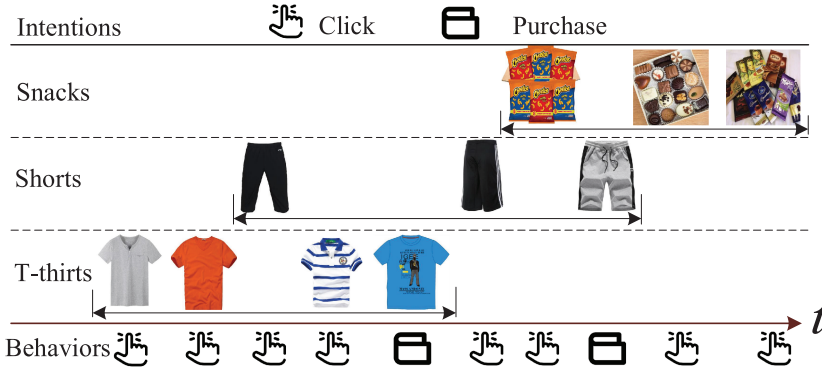 Intentions Click Purchase
Snacks
Shorts
T-thirts
t
Behaviors